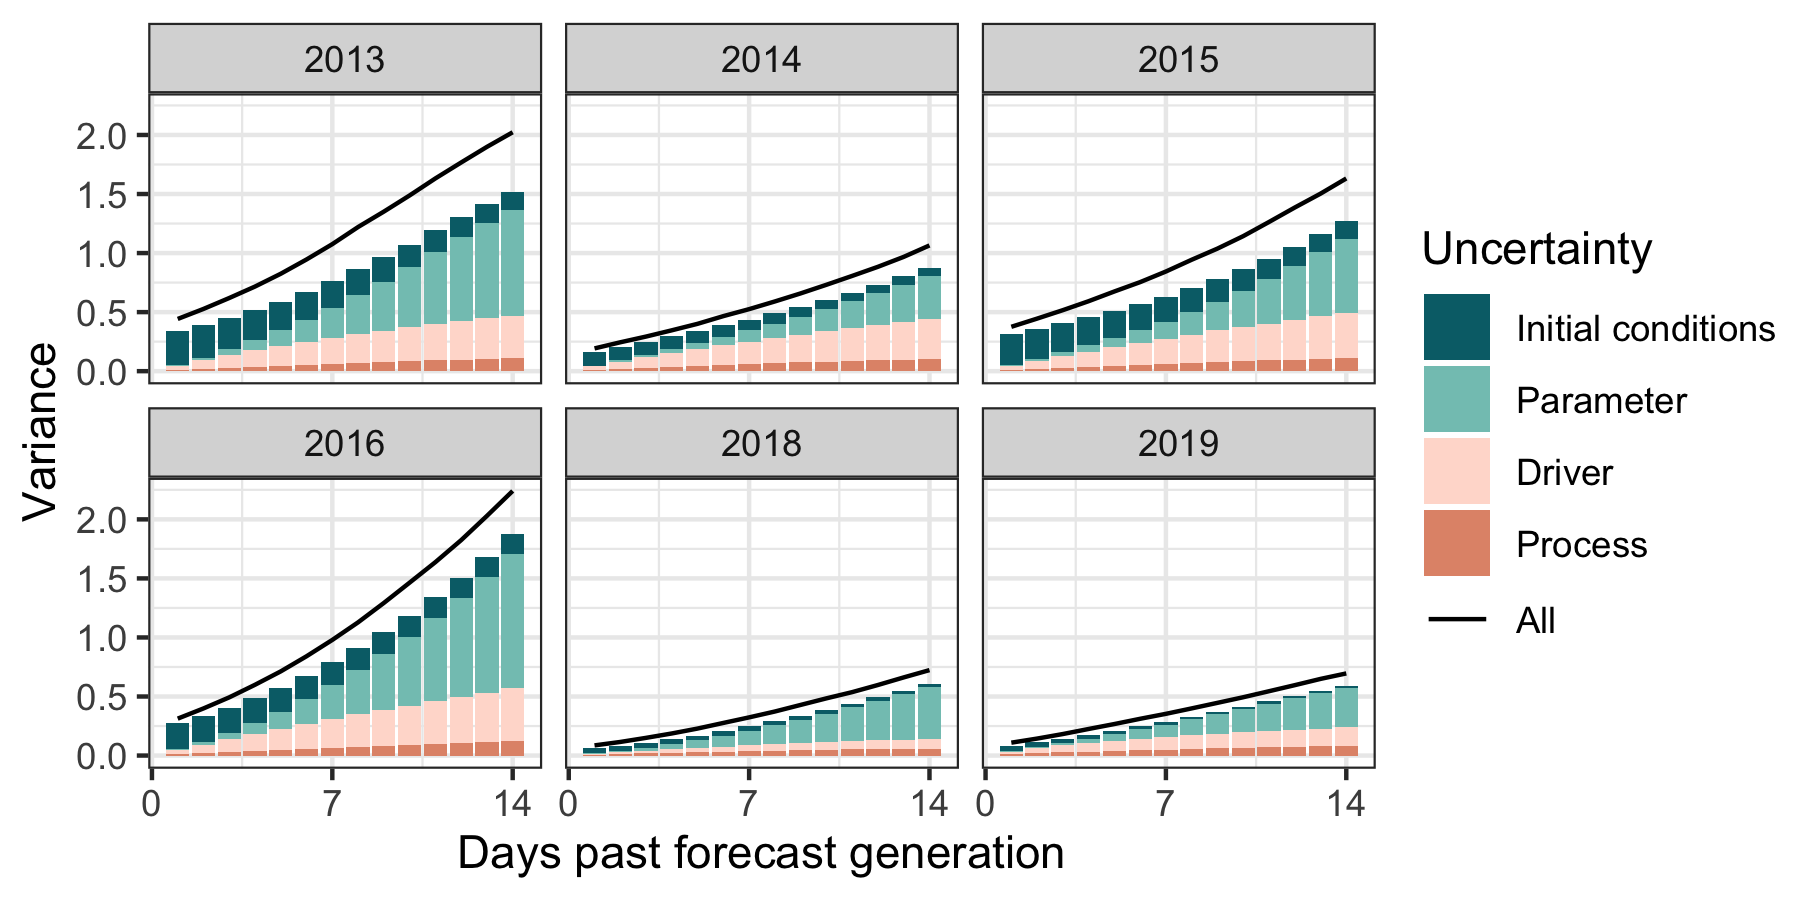 2013 2014 2015
2.0
1.5
1.0
0.5
0.0
2016 2018 2019
2.0
1.5
1.0
0.5
0.0
0 7 14 0 7 14 0 7 14
Days past forecast generation
Variance
Uncertainty
Initial conditions
Parameter
Driver
Process
All